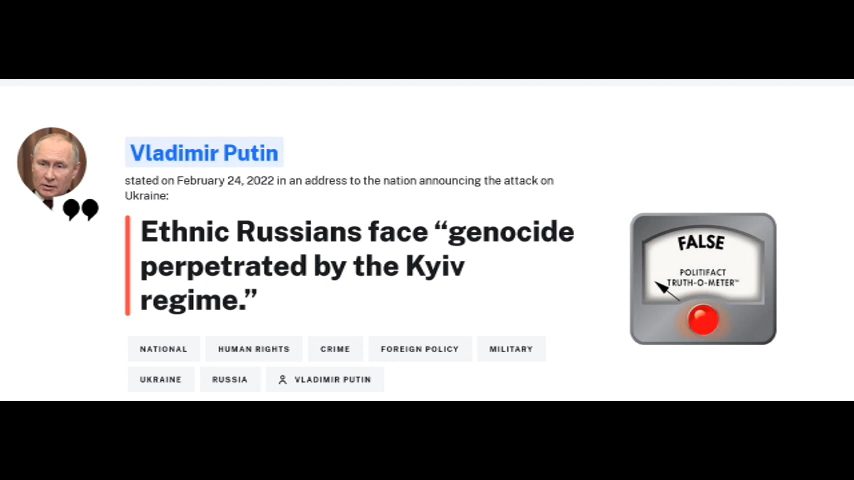 Vladimir Putin
stated on February 24, 2022 in an address to the nation announcing the attack on
Ukraine:
Ethnic Russians face “genocide
perpetrated by the Kyiv
regime.”
FALSE
POLITIFACT
TRUTH-O-METER™
NATIONAL HUMAN RIGHTS CRIME FOREIGN POLICY MILITARY
UKRAINE RUSSIA VLADIMIR PUTIN